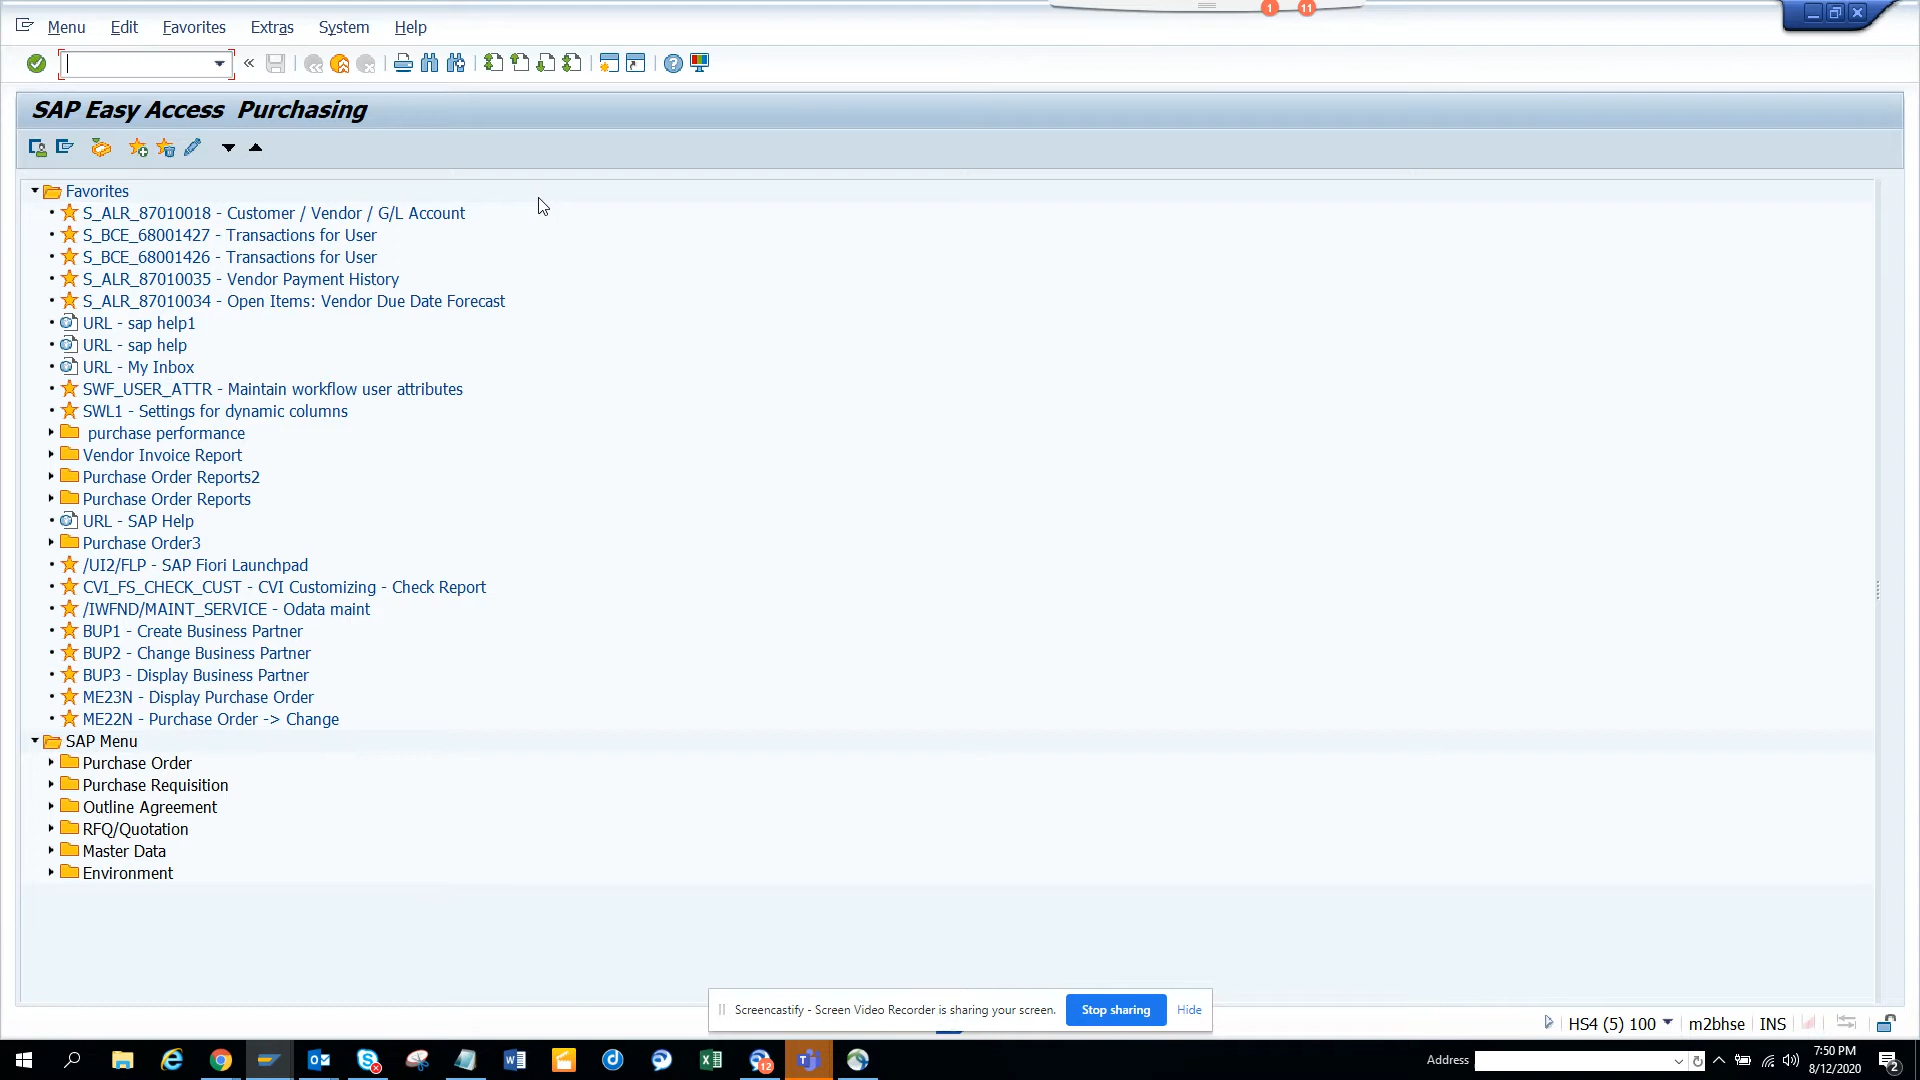 1 11
Menu Edit Favorites Extras System Help
SAP Easy Access Purchasing
Favorites
S_ALR_87010018 - Customer / Vendor / G/L Account
S_BCE_68001427 - Transactions for User
S_BCE_68001426 - Transactions for User
S_ALR_87010035 - Vendor Payment History
S_ALR_87010034 - Open Items: Vendor Due Date Forecast
URL - sap help1
URL - sap help
URL - My Inbox
SWF_USER_ATTR - Maintain workflow user attributes
SWL1 - Settings for dynamic columns
purchase performance
Vendor Invoice Report
Purchase Order Reports2
Purchase Order Reports
URL - SAP Help
Purchase Order3
/UI2/FLP - SAP Fiori Launchpad
CVI_FS_CHECK_CUST - CVI Customizing - Check Report
/IWFND/MAINT_SERVICE - Odata maint
BUP1 - Create Business Partner
BUP2 - Change Business Partner
BUP3 - Display Business Partner
ME23N - Display Purchase Order
ME22N - Purchase Order -> Change
SAP Menu
Purchase Order
Purchase Requisition
Outline Agreement
RFQ/Quotation
Master Data
Environment
Screencastify - Screen Video Recorder is sharing your screen. Stop sharing Hide
HS4 (5) 100 m2bhse INS
12
Address
7:50 PM
8/12/2020
2